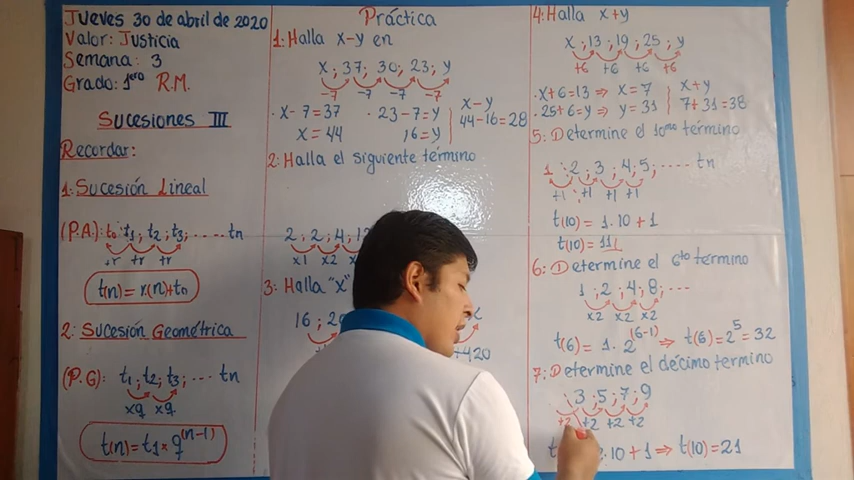 Jueves 30 de abril de 2020
Valor: Justicia
Semana: 3
Grado: 1ero R.M.
Sucesiones III
Recordar:
1: Sucesión Lineal
(P.A.): t0; t1; t2; t3; ..... tn
+r +r +r
t(n) = r.(n)+t0
2: Sucesión Geométrica
(P.G): t1; t2; t3; ... tn
xq xq
t(n) = t1 x q^(n-1)
Práctica
1: Halla x-y en
x; 37; 30; 23; y
-7 -7 -7 -7
· x-7=37
x=44
· 23-7=y
16=y
x-y
44-16=28
2: Halla el siguiente término
2; 2; 4; 12
x1 x2
3: Halla "x"
16; 2
x
+420
4: Halla x+y
x; 13; 19; 25; y
+6 +6 +6 +6
· x+6=13 ⇒ x=7
· 25+6=y ⇒ y=31
x+y
7+31=38
5: Determine el 10mo término
1; 2; 3; 4; 5; ..... tn
+1 +1 +1 +1
t(10) = 1.10+1
t(10) = 11
6: Determine el 6to término
1; 2; 4; 8; ...
x2 x2 x2
t(6) = 1. 2^(6-1) ⇒ t(6)=2^5=32
7: Determine el décimo termino
; 3; 5; 7; 9
+2 +2 +2 +2
t 2.10+1 ⇒ t(10)=21